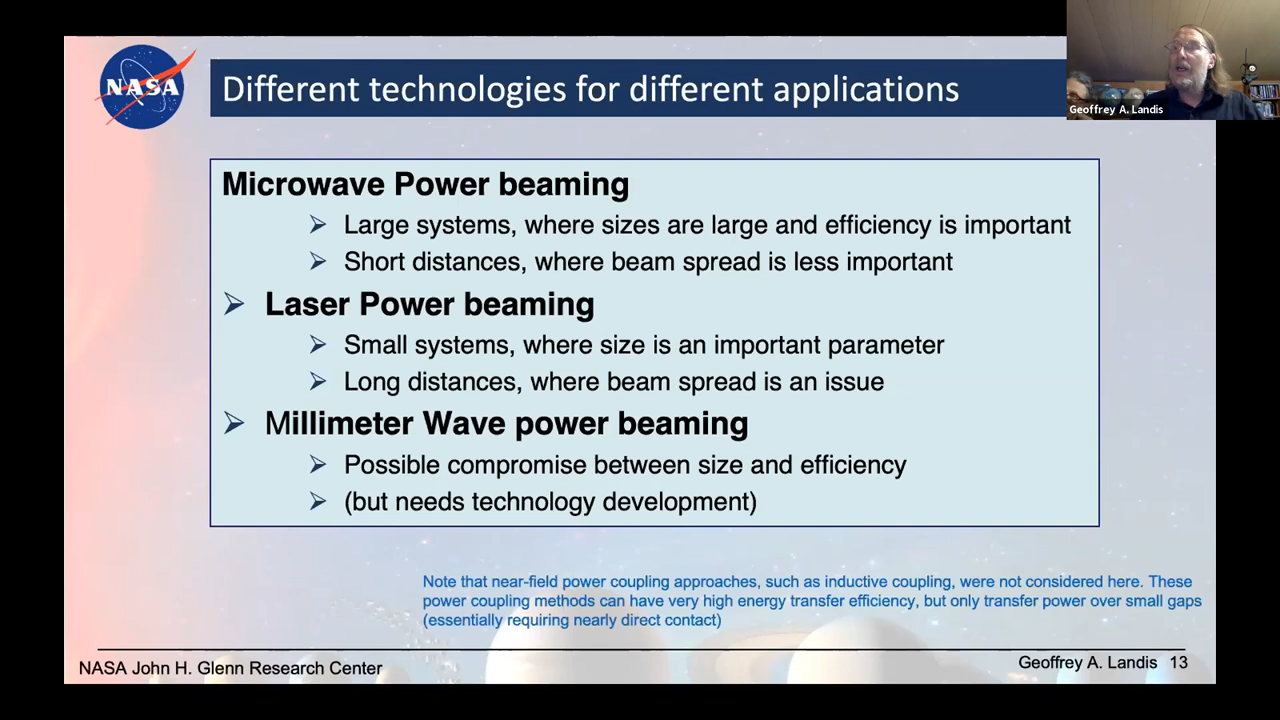 NASA
Different technologies for different applications
Geoffrey A. Landis
Microwave Power beaming
Large systems, where sizes are large and efficiency is important
Short distances, where beam spread is less important
Laser Power beaming
Small systems, where size is an important parameter
Long distances, where beam spread is an issue
Millimeter Wave power beaming
Possible compromise between size and efficiency
(but needs technology development)
Note that near-field power coupling approaches, such as inductive coupling, were not considered here. These
power coupling methods can have very high energy transfer efficiency, but only transfer power over small gaps
(essentially requiring nearly direct contact)
NASA John H. Glenn Research Center
Geoffrey A. Landis 13